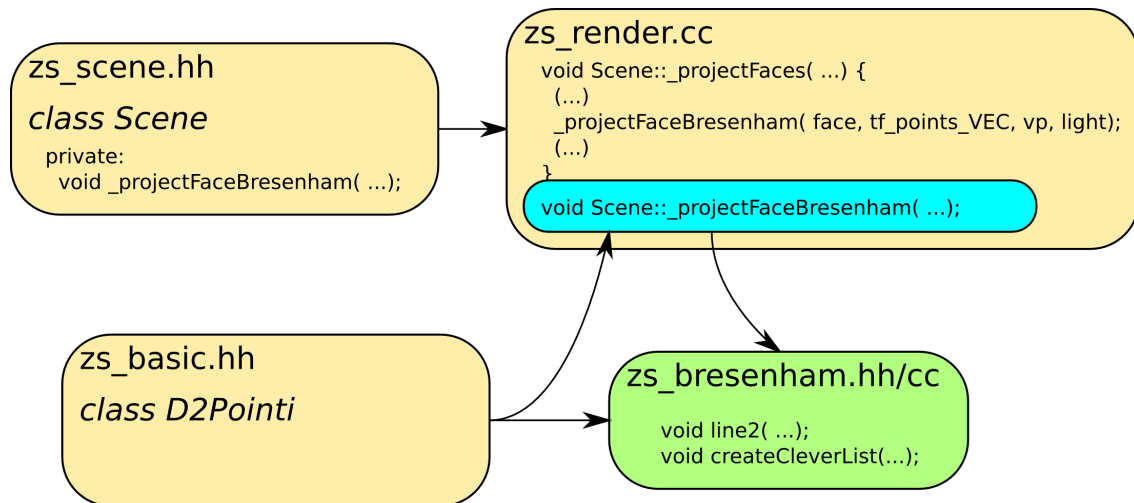 zs_scene.hh
class Scene
private:
void _projectFaceBresenham( ...);
zs_render.cc
void Scene::_projectFaces( ...) {
(...)
_projectFaceBresenham( face, tf_points_VEC, vp, light);
(...)
}
void Scene::_projectFaceBresenham( ...);
zs_basic.hh
class D2Pointi
zs_bresenham.hh/cc
void line2( ...);
void createCleverList(...);